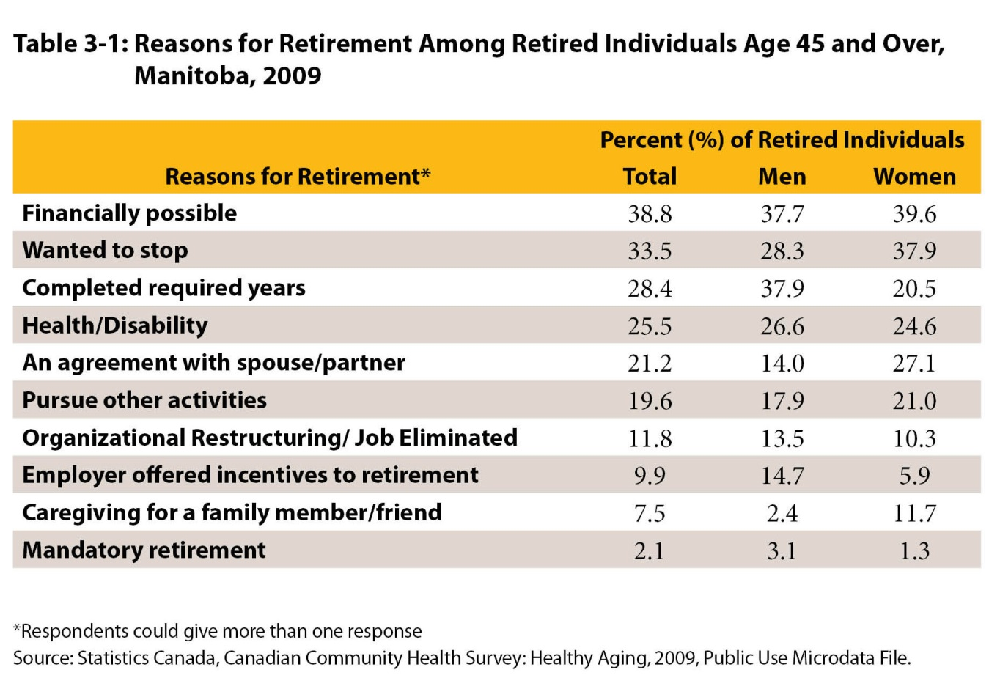 Table 3-1: Reasons for Retirement Among Retired Individuals Age 45 and Over,
Manitoba, 2009
Percent (%) of Retired Individuals
Reasons for Retirement* Total Men Women
Financially possible 38.8 37.7 39.6
Wanted to stop 33.5 28.3 37.9
Completed required years 28.4 37.9 20.5
Health/Disability 25.5 26.6 24.6
An agreement with spouse/partner 21.2 14.0 27.1
Pursue other activities 19.6 17.9 21.0
Organizational Restructuring/ Job Eliminated 11.8 13.5 10.3
Employer offered incentives to retirement 9.9 14.7 5.9
Caregiving for a family member/friend 7.5 2.4 11.7
Mandatory retirement 2.1 3.1 1.3
*Respondents could give more than one response
Source: Statistics Canada, Canadian Community Health Survey: Healthy Aging, 2009, Public Use Microdata File.